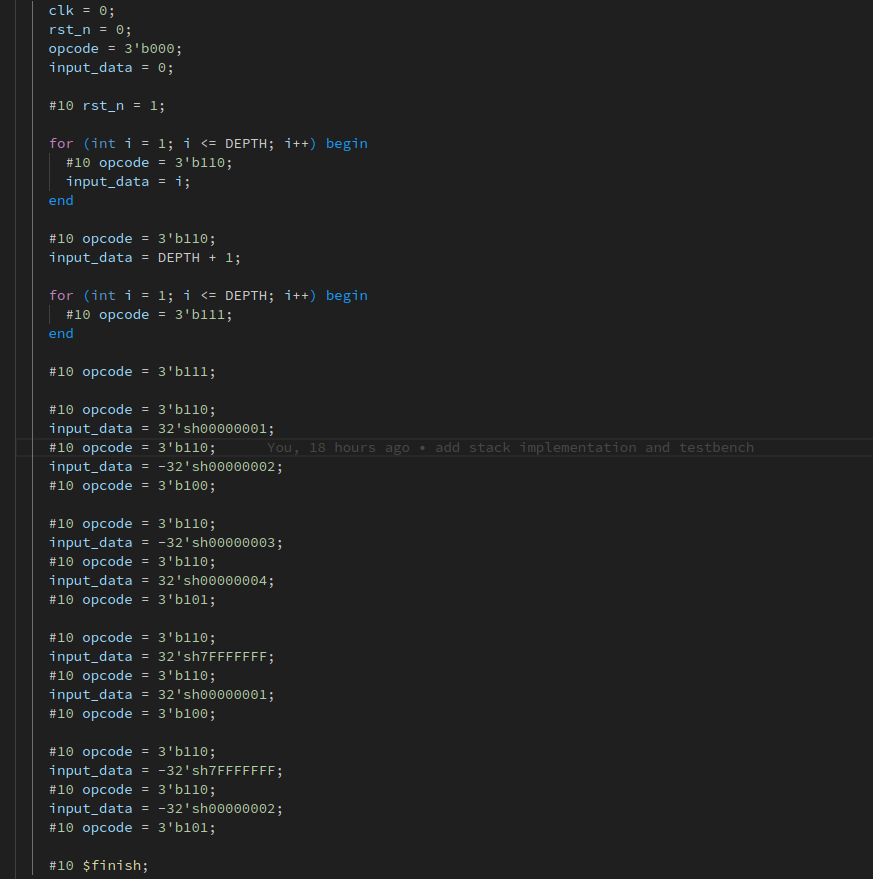 clk = 0;
rst_n = 0;
opcode = 3'b000;
input_data = 0;
#10 rst_n = 1;
for (int i = 1; i <= DEPTH; i++) begin
#10 opcode = 3'b110;
input_data = i;
end
#10 opcode = 3'b110;
input_data = DEPTH + 1;
for (int i = 1; i <= DEPTH; i++) begin
#10 opcode = 3'b111;
end
#10 opcode = 3'b111;
#10 opcode = 3'b110;
input_data = 32'sh00000001;
#10 opcode = 3'b110; You, 18 hours ago • add stack implementation and testbench
input_data = -32'sh00000002;
#10 opcode = 3'b100;
#10 opcode = 3'b110;
input_data = -32'sh00000003;
#10 opcode = 3'b110;
input_data = 32'sh00000004;
#10 opcode = 3'b101;
#10 opcode = 3'b110;
input_data = 32'sh7FFFFFFF;
#10 opcode = 3'b110;
input_data = 32'sh00000001;
#10 opcode = 3'b100;
#10 opcode = 3'b110;
input_data = -32'sh7FFFFFFF;
#10 opcode = 3'b110;
input_data = -32'sh00000002;
#10 opcode = 3'b101;
#10 $finish;